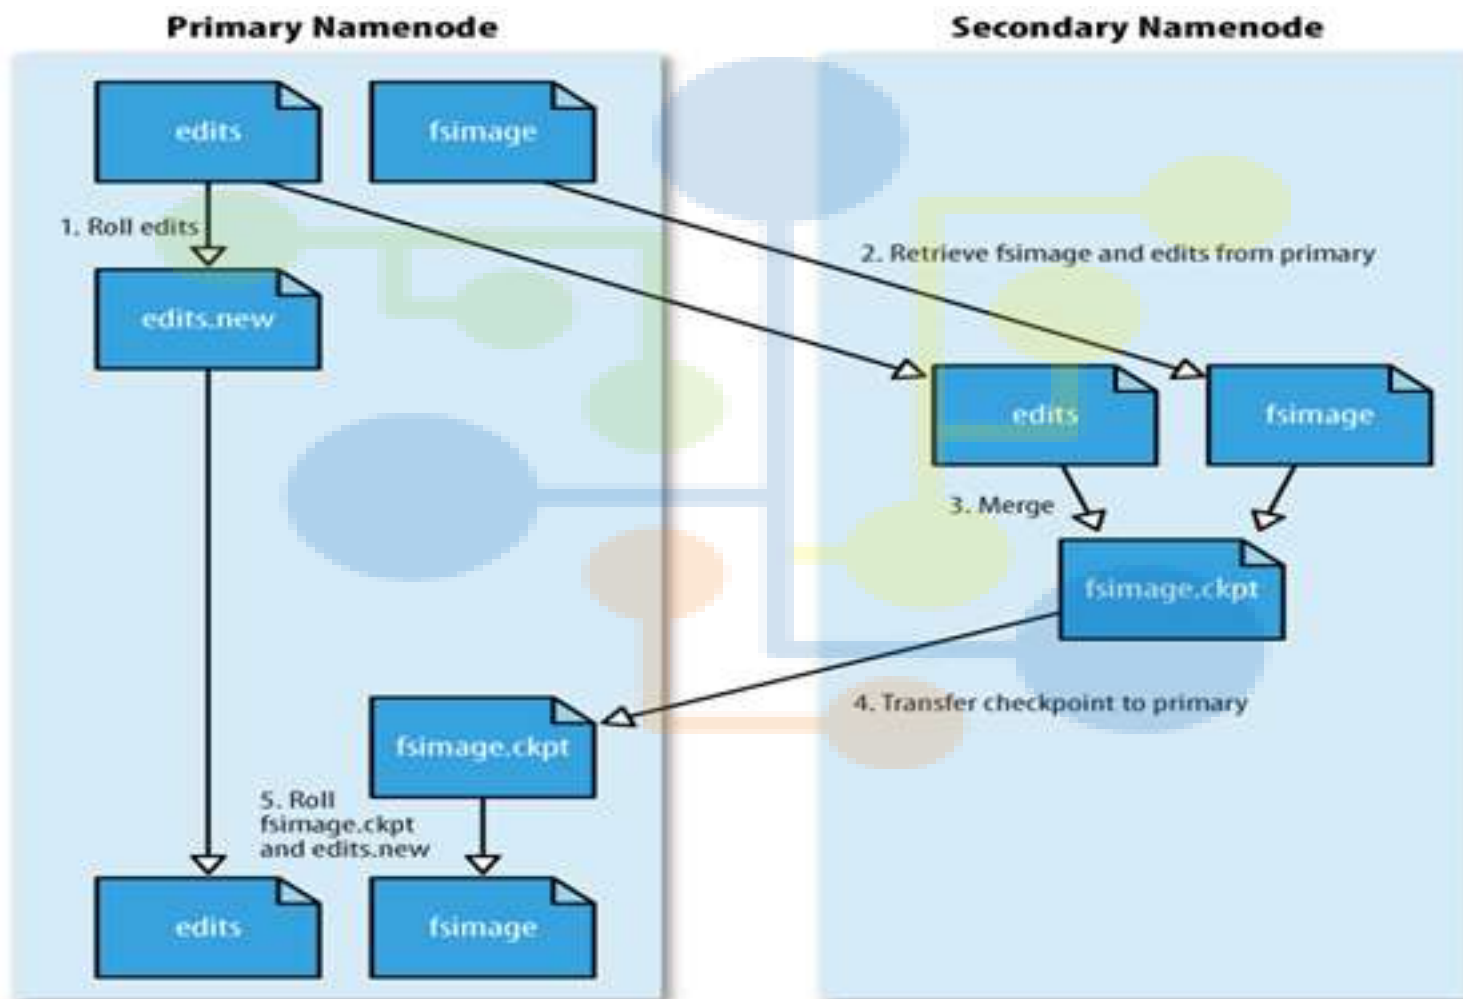 Primary Namenode
Secondary Namenode
edits
fsimage
1. Roll edits
2. Retrieve fsimage and edits from primary
edits.new
edits
fsimage
3. Merge
fsimage.ckpt
4. Transfer checkpoint to primary
fsimage.ckpt
5. Roll
fsimage.ckpt
and edits.new
edits
fsimage